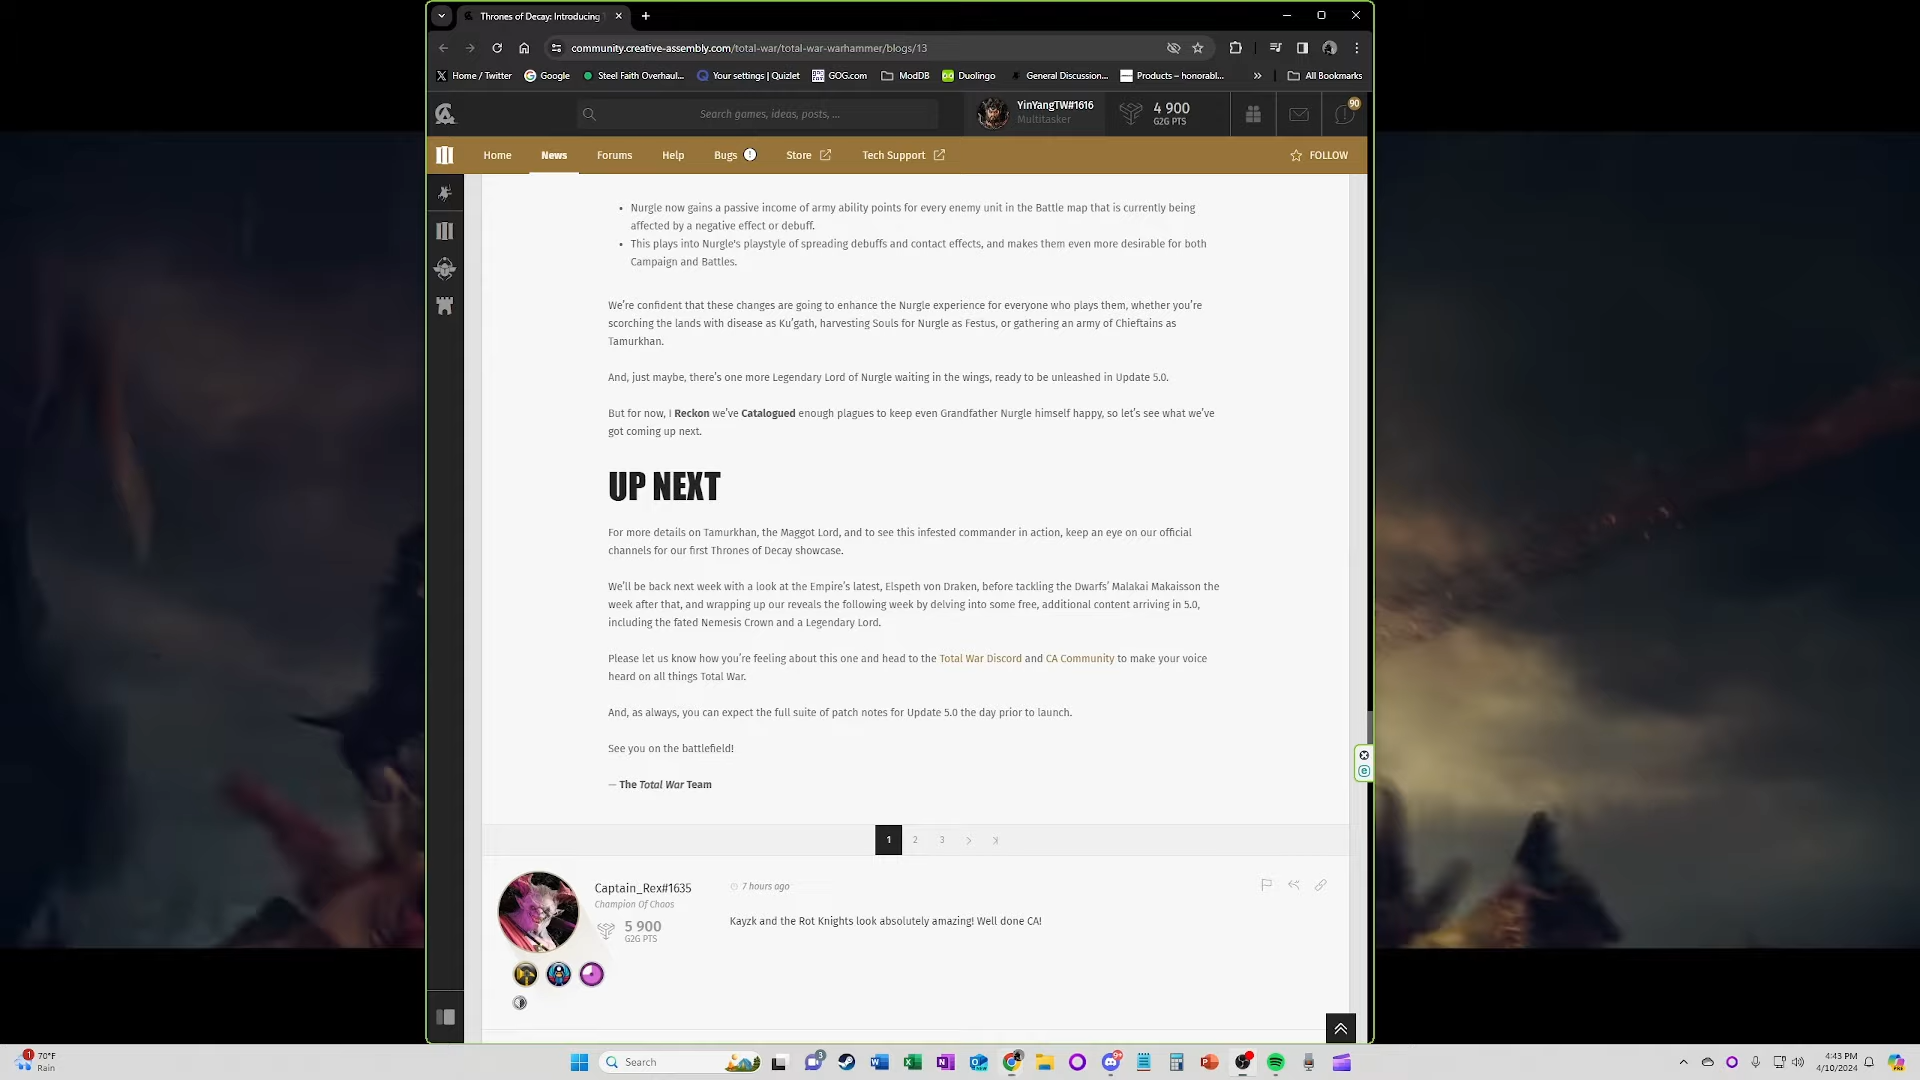 Thrones of Decay: Introducing
community.creative-assembly.com/total-war/total-war-warhammer/blogs/13
Home / Twitter
Google
Steel Faith Overhaul...
Your settings | Quizlet
GOG.com
ModDB
Duolingo
General Discussion...
Products – honorabl...
»
All Bookmarks
Search games, ideas, posts, ...
YinYangTW#1616
Multitasker
4 900
G2G PTS
90
Home
News
Forums
Help
Bugs
Store
Tech Support
FOLLOW
• Nurgle now gains a passive income of army ability points for every enemy unit in the Battle map that is currently being
affected by a negative effect or debuff.
• This plays into Nurgle's playstyle of spreading debuffs and contact effects, and makes them even more desirable for both
Campaign and Battles.
We’re confident that these changes are going to enhance the Nurgle experience for everyone who plays them, whether you’re
scorching the lands with disease as Ku’gath, harvesting Souls for Nurgle as Festus, or gathering an army of Chieftains as
Tamurkhan.
And, just maybe, there’s one more Legendary Lord of Nurgle waiting in the wings, ready to be unleashed in Update 5.0.
But for now, I Reckon we’ve Catalogued enough plagues to keep even Grandfather Nurgle himself happy, so let’s see what we’ve
got coming up next.
UP NEXT
For more details on Tamurkhan, the Maggot Lord, and to see this infested commander in action, keep an eye on our official
channels for our first Thrones of Decay showcase.
We’ll be back next week with a look at the Empire’s latest, Elspeth von Draken, before tackling the Dwarfs’ Malakai Makaisson the
week after that, and wrapping up our reveals the following week by delving into some free, additional content arriving in 5.0,
including the fated Nemesis Crown and a Legendary Lord.
Please let us know how you’re feeling about this one and head to the Total War Discord and CA Community to make your voice
heard on all things Total War.
And, as always, you can expect the full suite of patch notes for Update 5.0 the day prior to launch.
See you on the battlefield!
— The Total War Team
1 2 3
Captain_Rex#1635
Champion Of Chaos
5 900
G2G PTS
7 hours ago
Kayzk and the Rot Knights look absolutely amazing! Well done CA!
1
70°F
Rain
Search
3
4:43 PM
4/10/2024